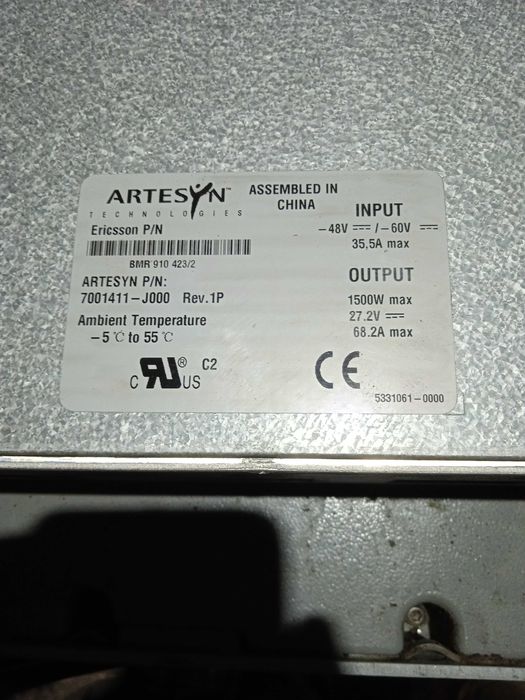 ARTESYN™
TECHNOLOGIES
ASSEMBLED IN
CHINA
Ericsson P/N
BMR 910 423/2
ARTESYN P/N:
7001411-J000 Rev.1P
Ambient Temperature
-5°C to 55°C
C RU® US C2
INPUT
-48V ⎓ /-60V ⎓
35,5A max
OUTPUT
1500W max
27.2V ⎓
68.2A max
CE
5331061-0000